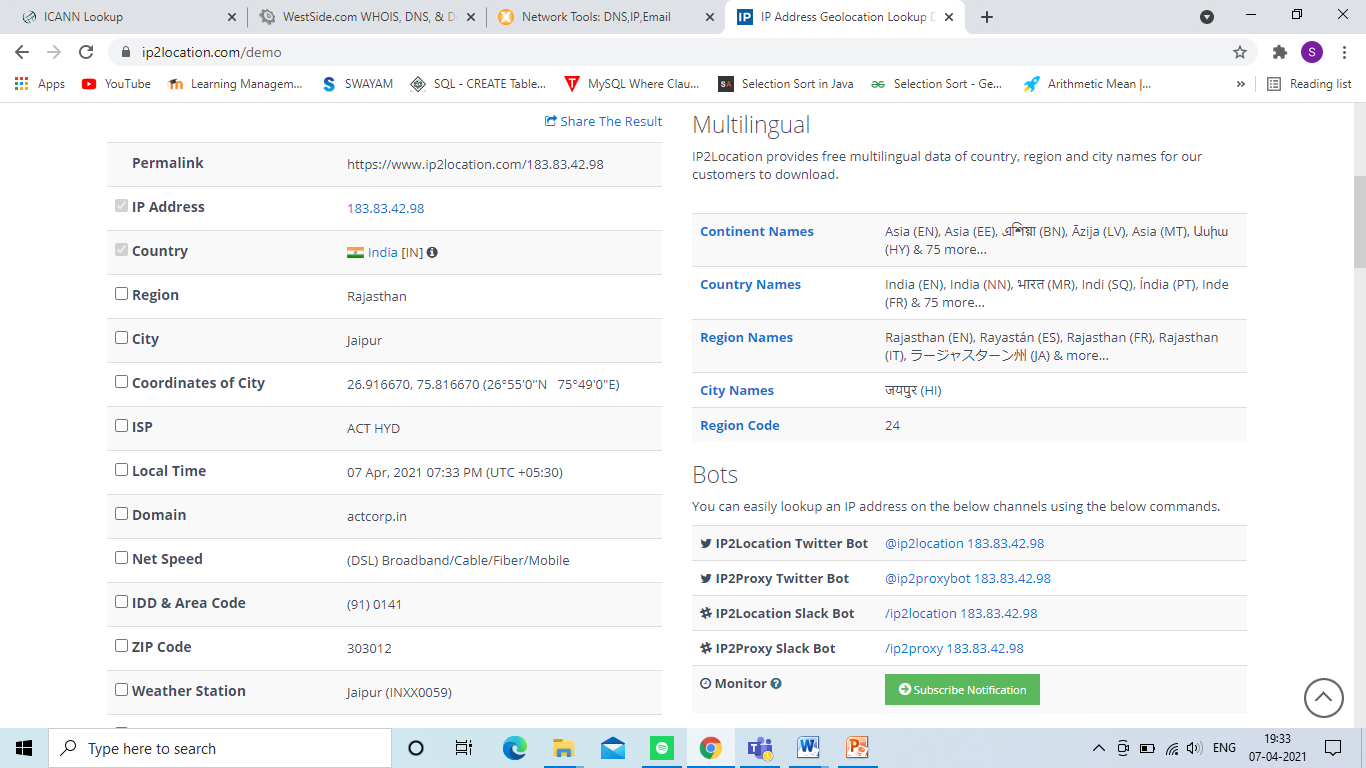 ICANN Lookup
WestSide.com WHOIS, DNS, & D
Network Tools: DNS,IP,Email
IP IP Address Geolocation Lookup D
ip2location.com/demo
S
Apps
YouTube
Learning Managem...
SWAYAM
SQL - CREATE Table...
MySQL Where Clau...
Selection Sort in Java
Selection Sort - Ge...
Arithmetic Mean |...
»
Reading list
Share The Result
Permalink https://www.ip2location.com/183.83.42.98
IP Address 183.83.42.98
Country India [IN]
Region Rajasthan
City Jaipur
Coordinates of City 26.916670, 75.816670 (26°55'0"N 75°49'0"E)
ISP ACT HYD
Local Time 07 Apr, 2021 07:33 PM (UTC +05:30)
Domain actcorp.in
Net Speed (DSL) Broadband/Cable/Fiber/Mobile
IDD & Area Code (91) 0141
ZIP Code 303012
Weather Station Jaipur (INXX0059)
Multilingual
IP2Location provides free multilingual data of country, region and city names for our
customers to download.
Continent Names Asia (EN), Asia (EE), এশিয়া (BN), Āzija (LV), Asia (MT), Ասիա
(HY) & 75 more...
Country Names India (EN), India (NN), भारत (MR), Indi (SQ), Índia (PT), Inde
(FR) & 75 more...
Region Names Rajasthan (EN), Rayastán (ES), Rajasthan (FR), Rajasthan
(IT), ラージャスターン州 (JA) & more...
City Names जयपुर (HI)
Region Code 24
Bots
You can easily lookup an IP address on the below channels using the below commands.
IP2Location Twitter Bot @ip2location 183.83.42.98
IP2Proxy Twitter Bot @ip2proxybot 183.83.42.98
IP2Location Slack Bot /ip2location 183.83.42.98
IP2Proxy Slack Bot /ip2proxy 183.83.42.98
Monitor Subscribe Notification
Type here to search
ENG
19:33
07-04-2021